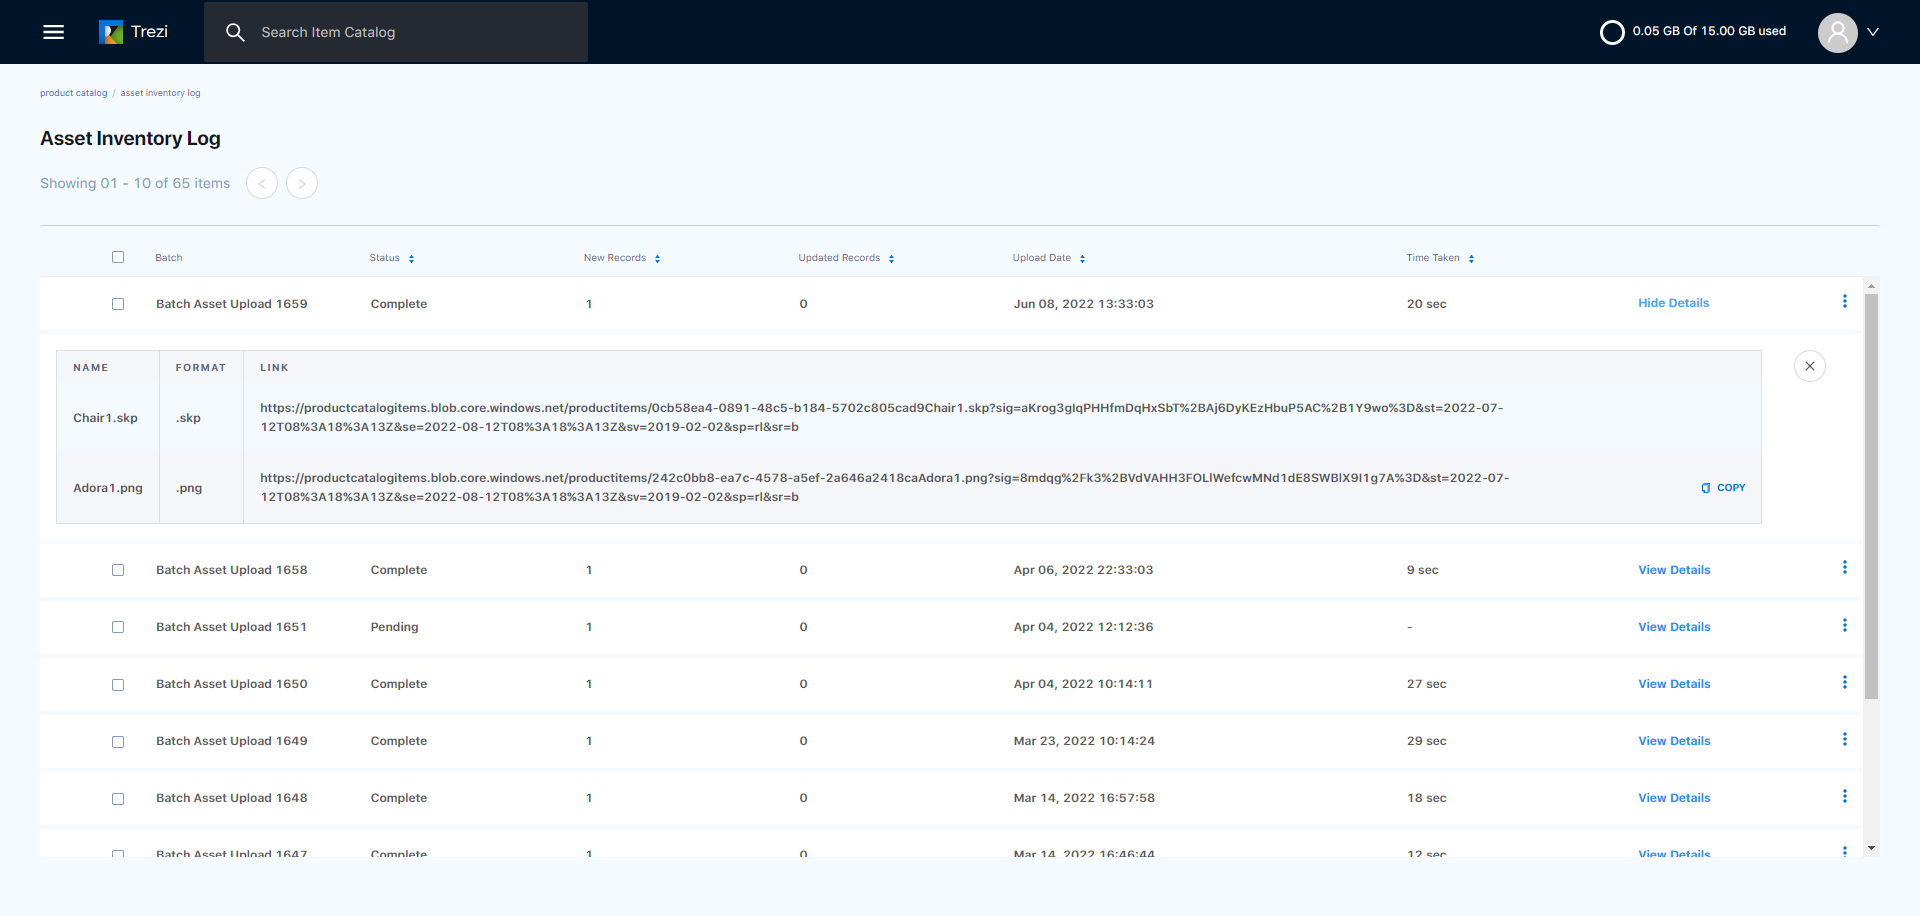 Trezi
Search Item Catalog
0.05 GB Of 15.00 GB used
product catalog / asset inventory log
Asset Inventory Log
Showing 01 - 10 of 65 items < >
Batch Status New Records Updated Records Upload Date Time Taken
Batch Asset Upload 1659 Complete 1 0 Jun 08, 2022 13:33:03 20 sec Hide Details
NAME FORMAT LINK
Chair1.skp .skp https://productcatalogitems.blob.core.windows.net/productitems/0cb58ea4-0891-48c5-b184-5702c805cad9Chair1.skp?sig=aKrog3glqPHHfmDqHxSbT%2BAj6DyKEzHbuP5AC%2B1Y9wo%3D&st=2022-07-
12T08%3A18%3A13Z&se=2022-08-12T08%3A18%3A13Z&sv=2019-02-02&sp=rl&sr=b
Adora1.png .png https://productcatalogitems.blob.core.windows.net/productitems/242c0bb8-ea7c-4578-a5ef-2a646a2418caAdora1.png?sig=8mdqg%2Fk3%2BVdVAHH3FOLlWefcwMNd1dE8SWBlX9I1g7A%3D&st=2022-07-
12T08%3A18%3A13Z&se=2022-08-12T08%3A18%3A13Z&sv=2019-02-02&sp=rl&sr=b
COPY
Batch Asset Upload 1658 Complete 1 0 Apr 06, 2022 22:33:03 9 sec View Details
Batch Asset Upload 1651 Pending 1 0 Apr 04, 2022 12:12:36 - View Details
Batch Asset Upload 1650 Complete 1 0 Apr 04, 2022 10:14:11 27 sec View Details
Batch Asset Upload 1649 Complete 1 0 Mar 23, 2022 10:14:24 29 sec View Details
Batch Asset Upload 1648 Complete 1 0 Mar 14, 2022 16:57:58 18 sec View Details
Batch Asset Upload 1647 Complete 1 0 Mar 14, 2022 16:46:44 12 sec View Details